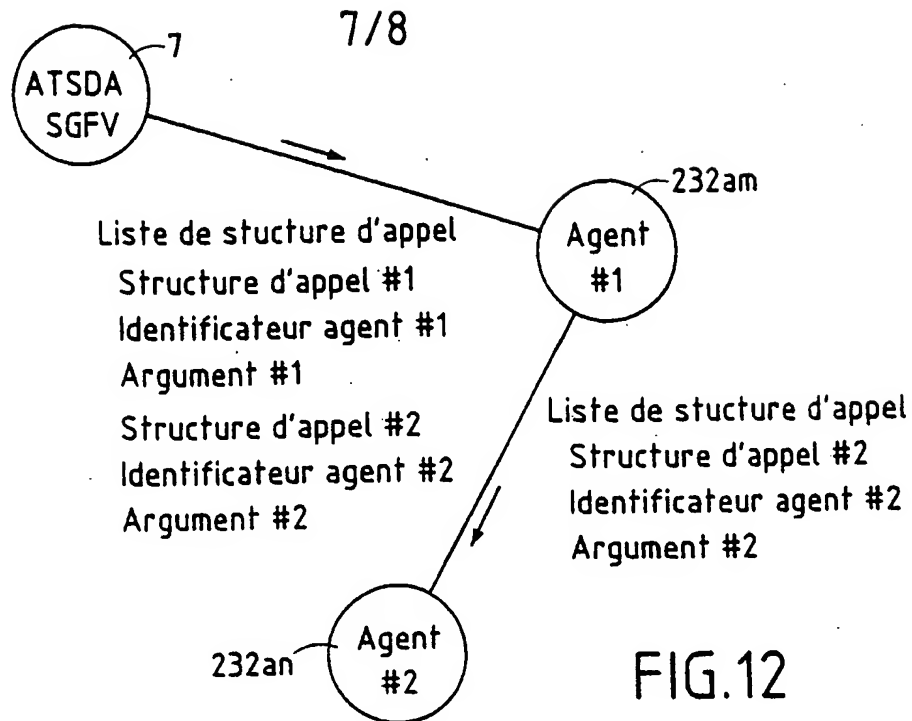 7/8
7
ATSDA
SGFV
232am
Agent
#1
Liste de stucture d'appel
Structure d'appel #1
Identificateur agent #1
Argument #1
Structure d'appel #2
Identificateur agent #2
Argument #2
Liste de stucture d'appel
Structure d'appel #2
Identificateur agent #2
Argument #2
232an
Agent
#2
FIG.12